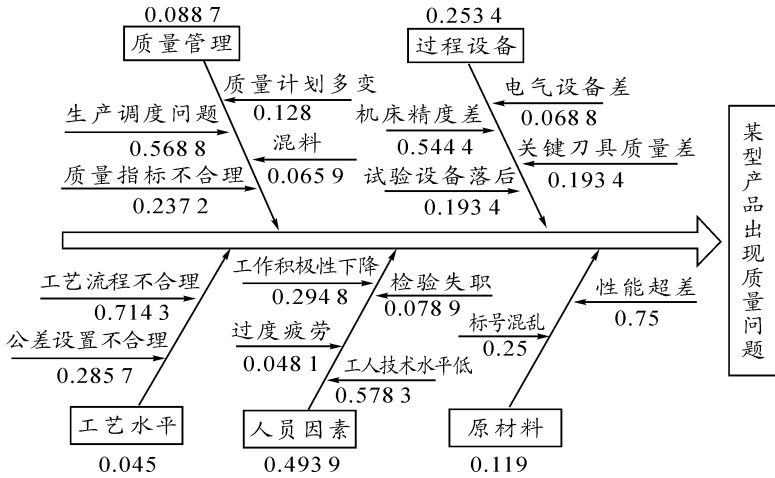 0.088 7
质量管理
质量计划多变
0.128
生产调度问题
0.568 8
混料
0.065 9
质量指标不合理
0.237 2
0.253 4
过程设备
电气设备差
0.068 8
机床精度差
0.544 4
关键刀具质量差
0.193 4
试验设备落后
0.193 4
某型产品出现质量问题
工艺流程不合理
0.714 3
公差设置不合理
0.285 7
工艺水平
0.045
工作积极性下降
0.294 8
检验失职
0.078 9
过度疲劳
0.048 1
工人技术水平低
0.578 3
人员因素
0.493 9
性能超差
0.75
标号混乱
0.25
原材料
0.119